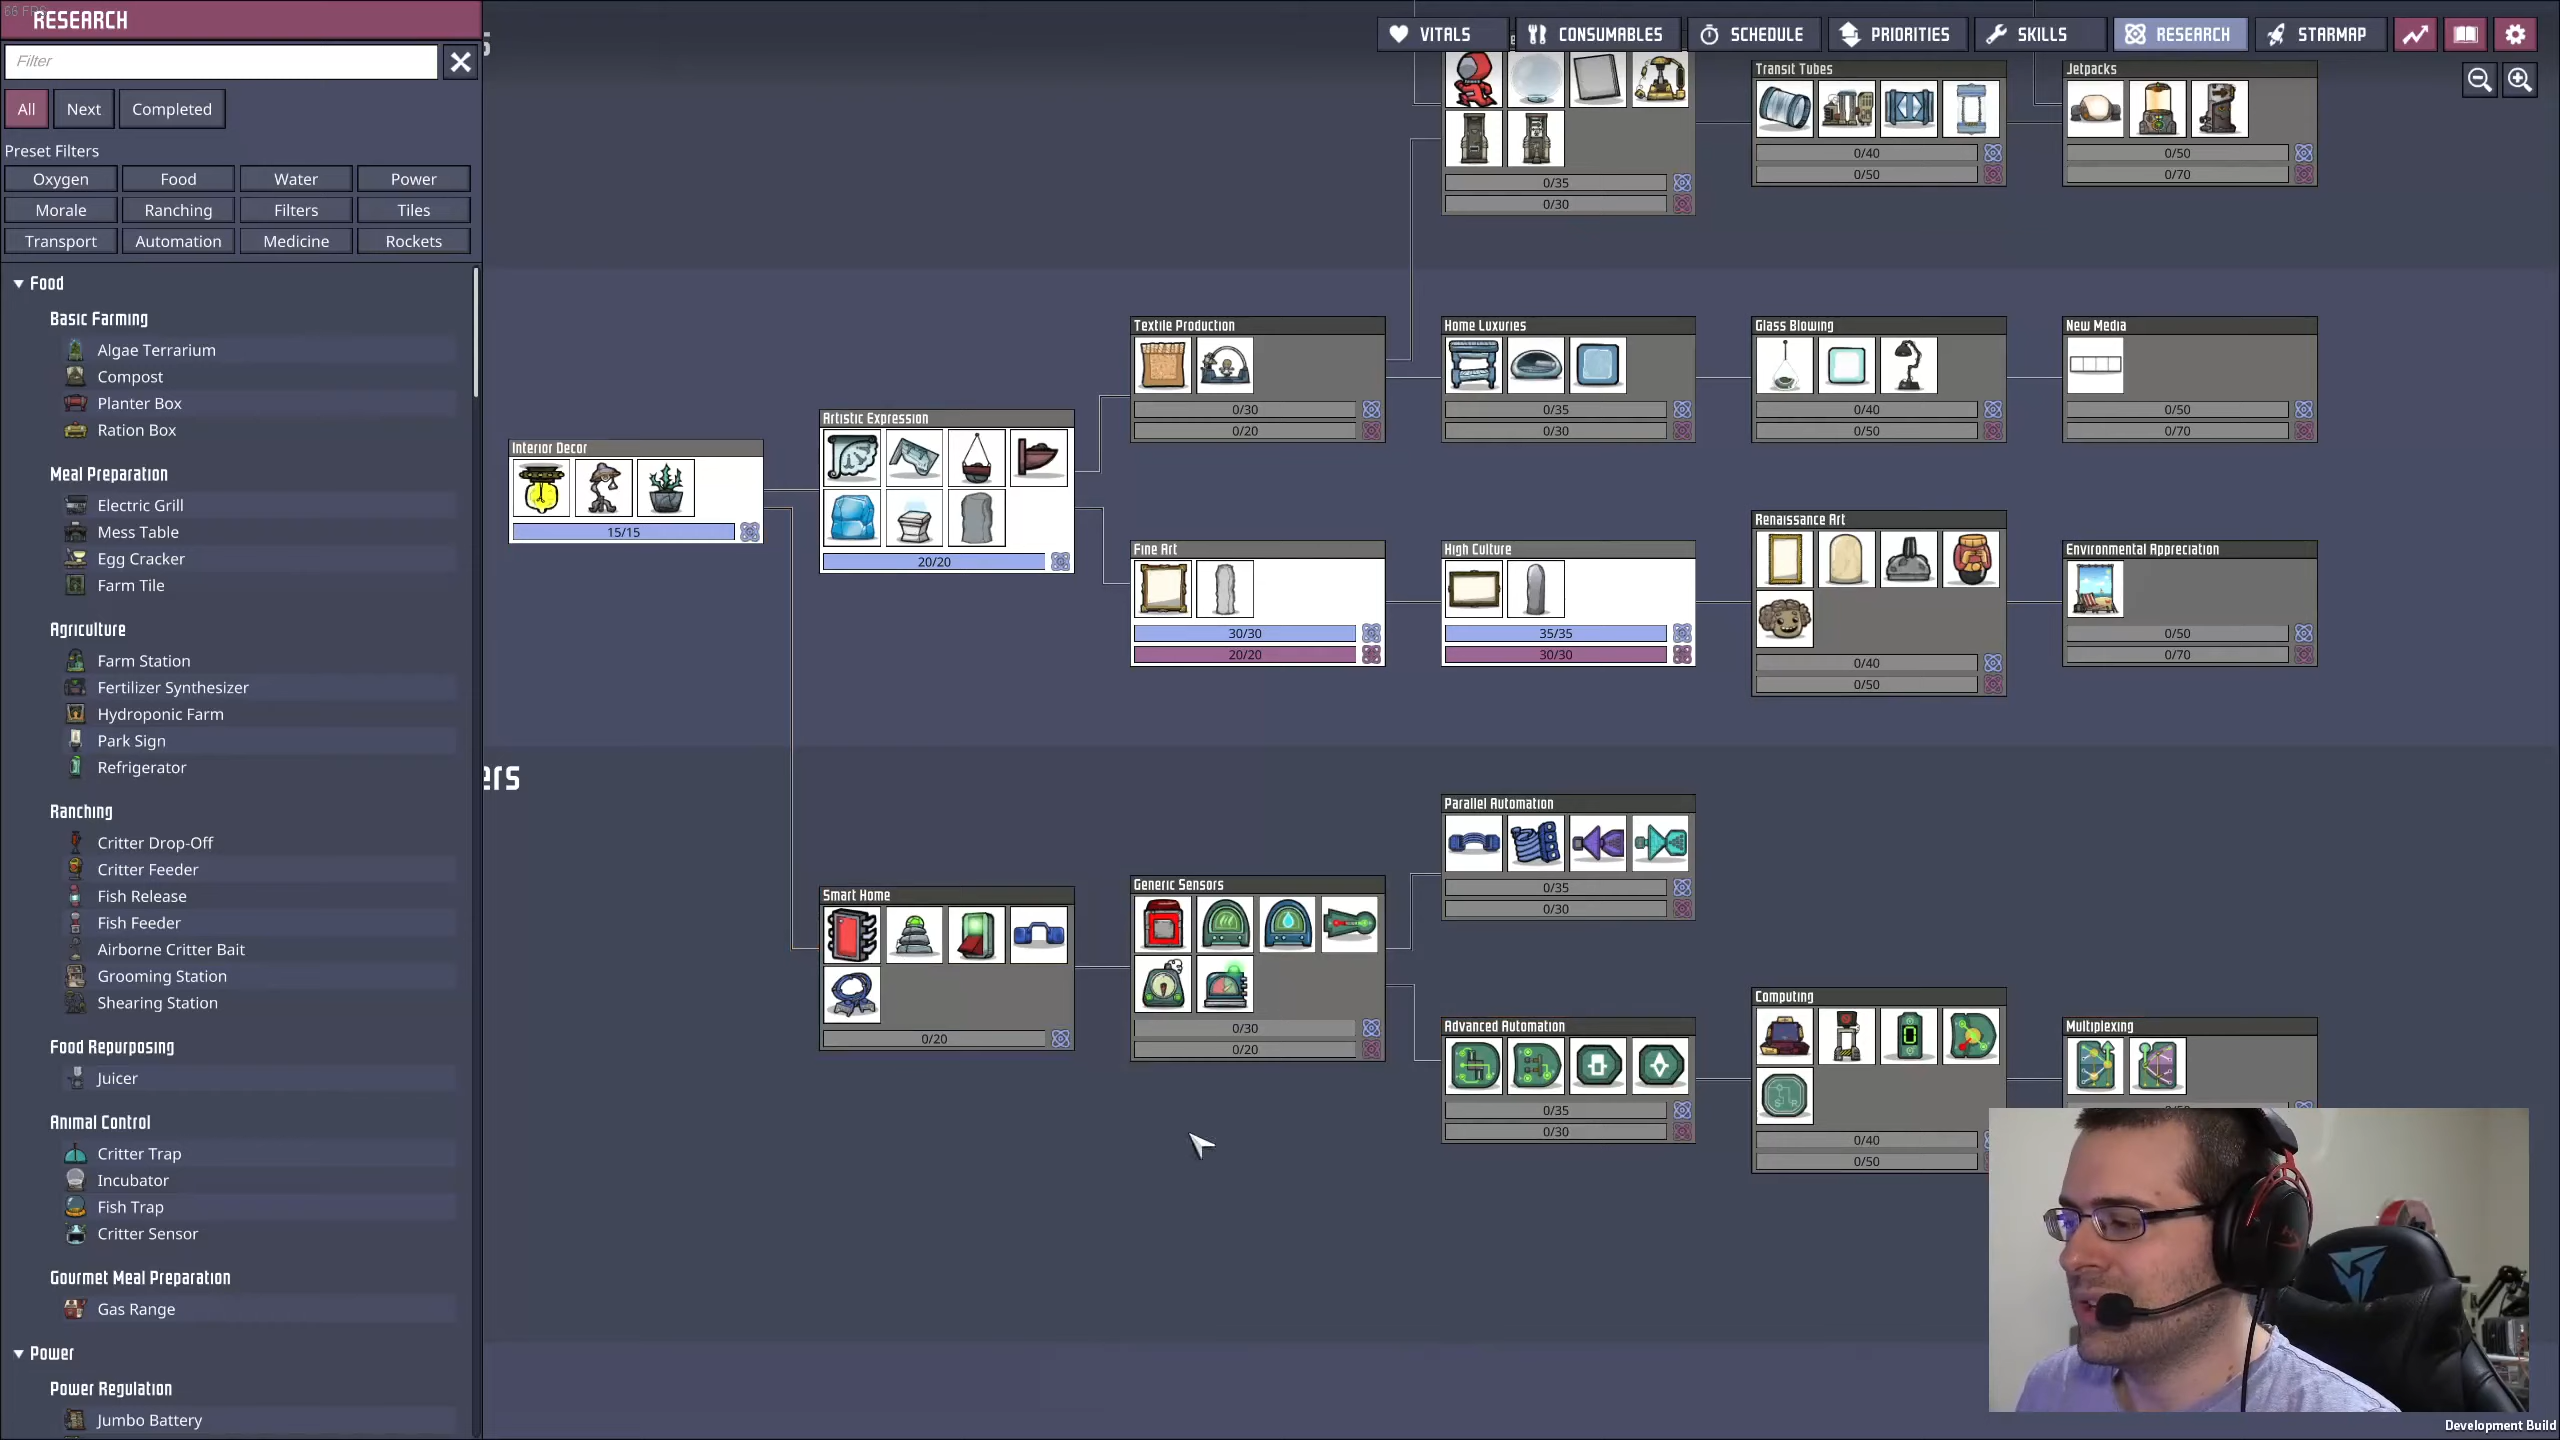 66 FPS
RESEARCH
Filter
All
Next
Completed
Preset Filters
Oxygen
Food
Water
Power
Morale
Ranching
Filters
Tiles
Transport
Automation
Medicine
Rockets
Food
Basic Farming
Algae Terrarium
Compost
Planter Box
Ration Box
Meal Preparation
Electric Grill
Mess Table
Egg Cracker
Farm Tile
Agriculture
Farm Station
Fertilizer Synthesizer
Hydroponic Farm
Park Sign
Refrigerator
Ranching
Critter Drop-Off
Critter Feeder
Fish Release
Fish Feeder
Airborne Critter Bait
Grooming Station
Shearing Station
Food Repurposing
Juicer
Animal Control
Critter Trap
Incubator
Fish Trap
Critter Sensor
Gourmet Meal Preparation
Gas Range
Power
Power Regulation
Jumbo Battery
VITALS
CONSUMABLES
SCHEDULE
PRIORITIES
SKILLS
RESEARCH
STARMAP
0/35
0/30
Transit Tubes
0/40
0/50
Jetpacks
0/50
0/70
Interior Decor
15/15
Artistic Expression
20/20
Textile Production
0/30
0/20
Home Luxuries
0/35
0/30
Glass Blowing
0/40
0/50
New Media
0/50
0/70
Fine Art
30/30
20/20
High Culture
35/35
30/30
Renaissance Art
0/40
0/50
Environmental Appreciation
0/50
0/70
ers
Smart Home
0/20
Generic Sensors
0/30
0/20
Parallel Automation
0/35
0/30
Advanced Automation
0/35
0/30
Computing
0/40
0/50
Multiplexing
Development Build